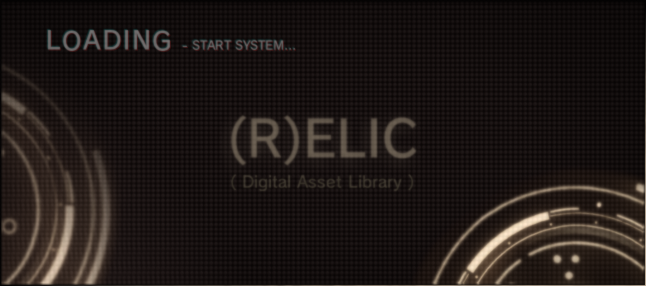 LOADING - START SYSTEM...
(R)ELIC
( Digital Asset Library )